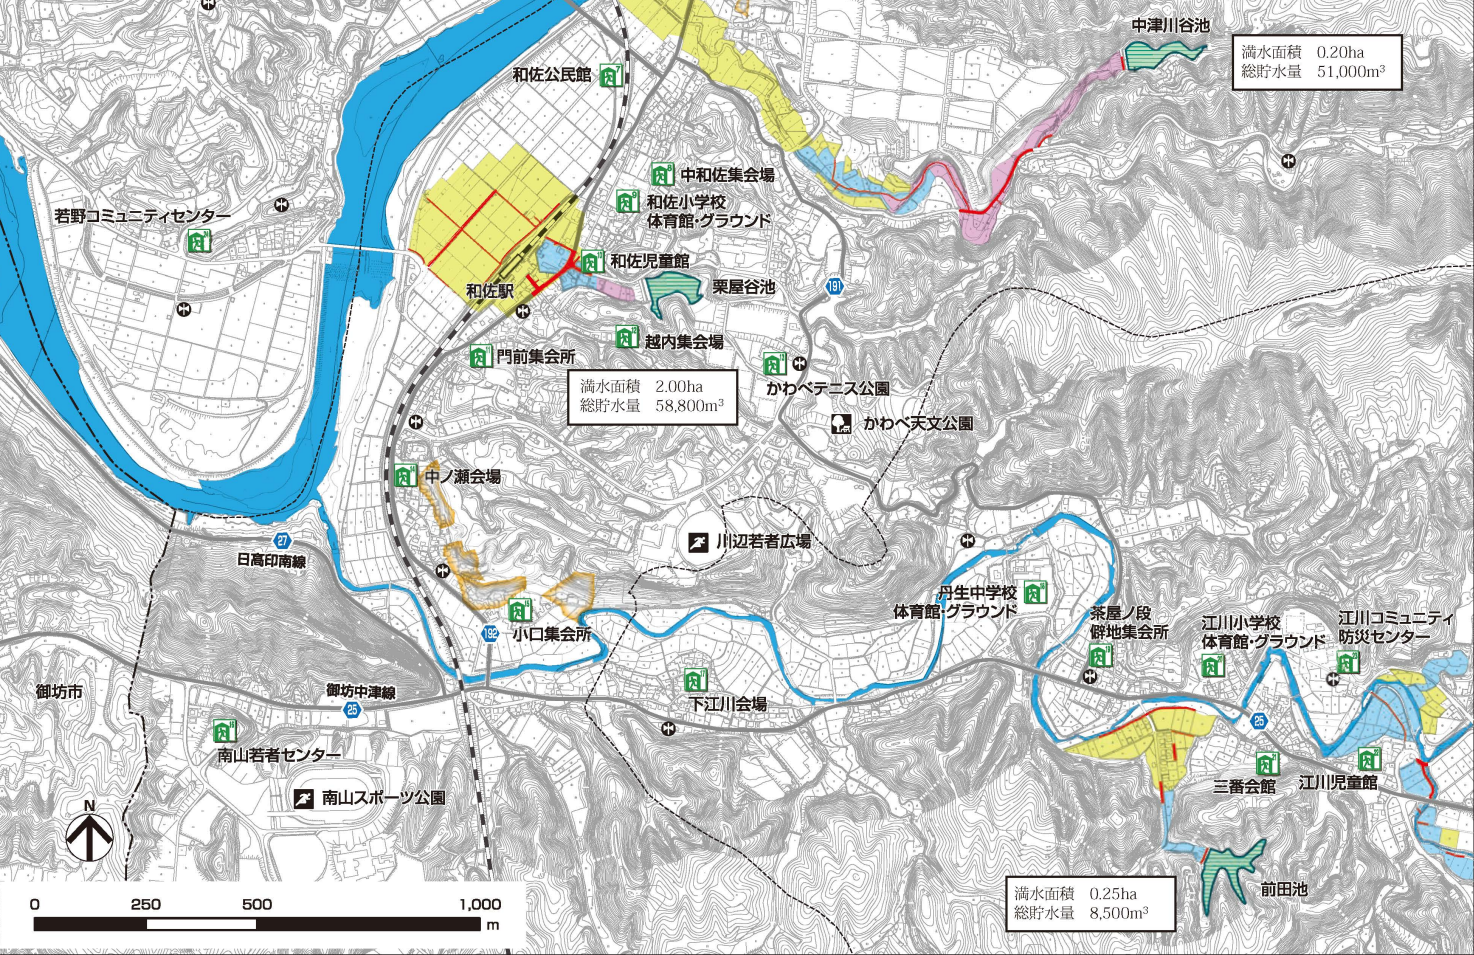 中津川谷池
満水面積 0.20ha
総貯水量 51,000m³
和佐公民館
中和佐集会場
和佐小学校
体育館・グラウンド
若野コミュニティセンター
和佐児童館
和佐駅
栗屋谷池
191
越内集会場
門前集会所
満水面積 2.00ha
総貯水量 58,800m³
かわべテニス公園
かわべ天文公園
中ノ瀬会場
27
日高印南線
川辺若者広場
丹生中学校
体育館・グラウンド
茶屋ノ段
僻地集会所
江川小学校
体育館・グラウンド
江川コミュニティ
防災センター
192
小口集会所
御坊市
御坊中津線
25
下江川会場
25
南山若者センター
三番会館
江川児童館
南山スポーツ公園
N
満水面積 0.25ha
総貯水量 8,500m³
前田池
0 250 500 1,000
m